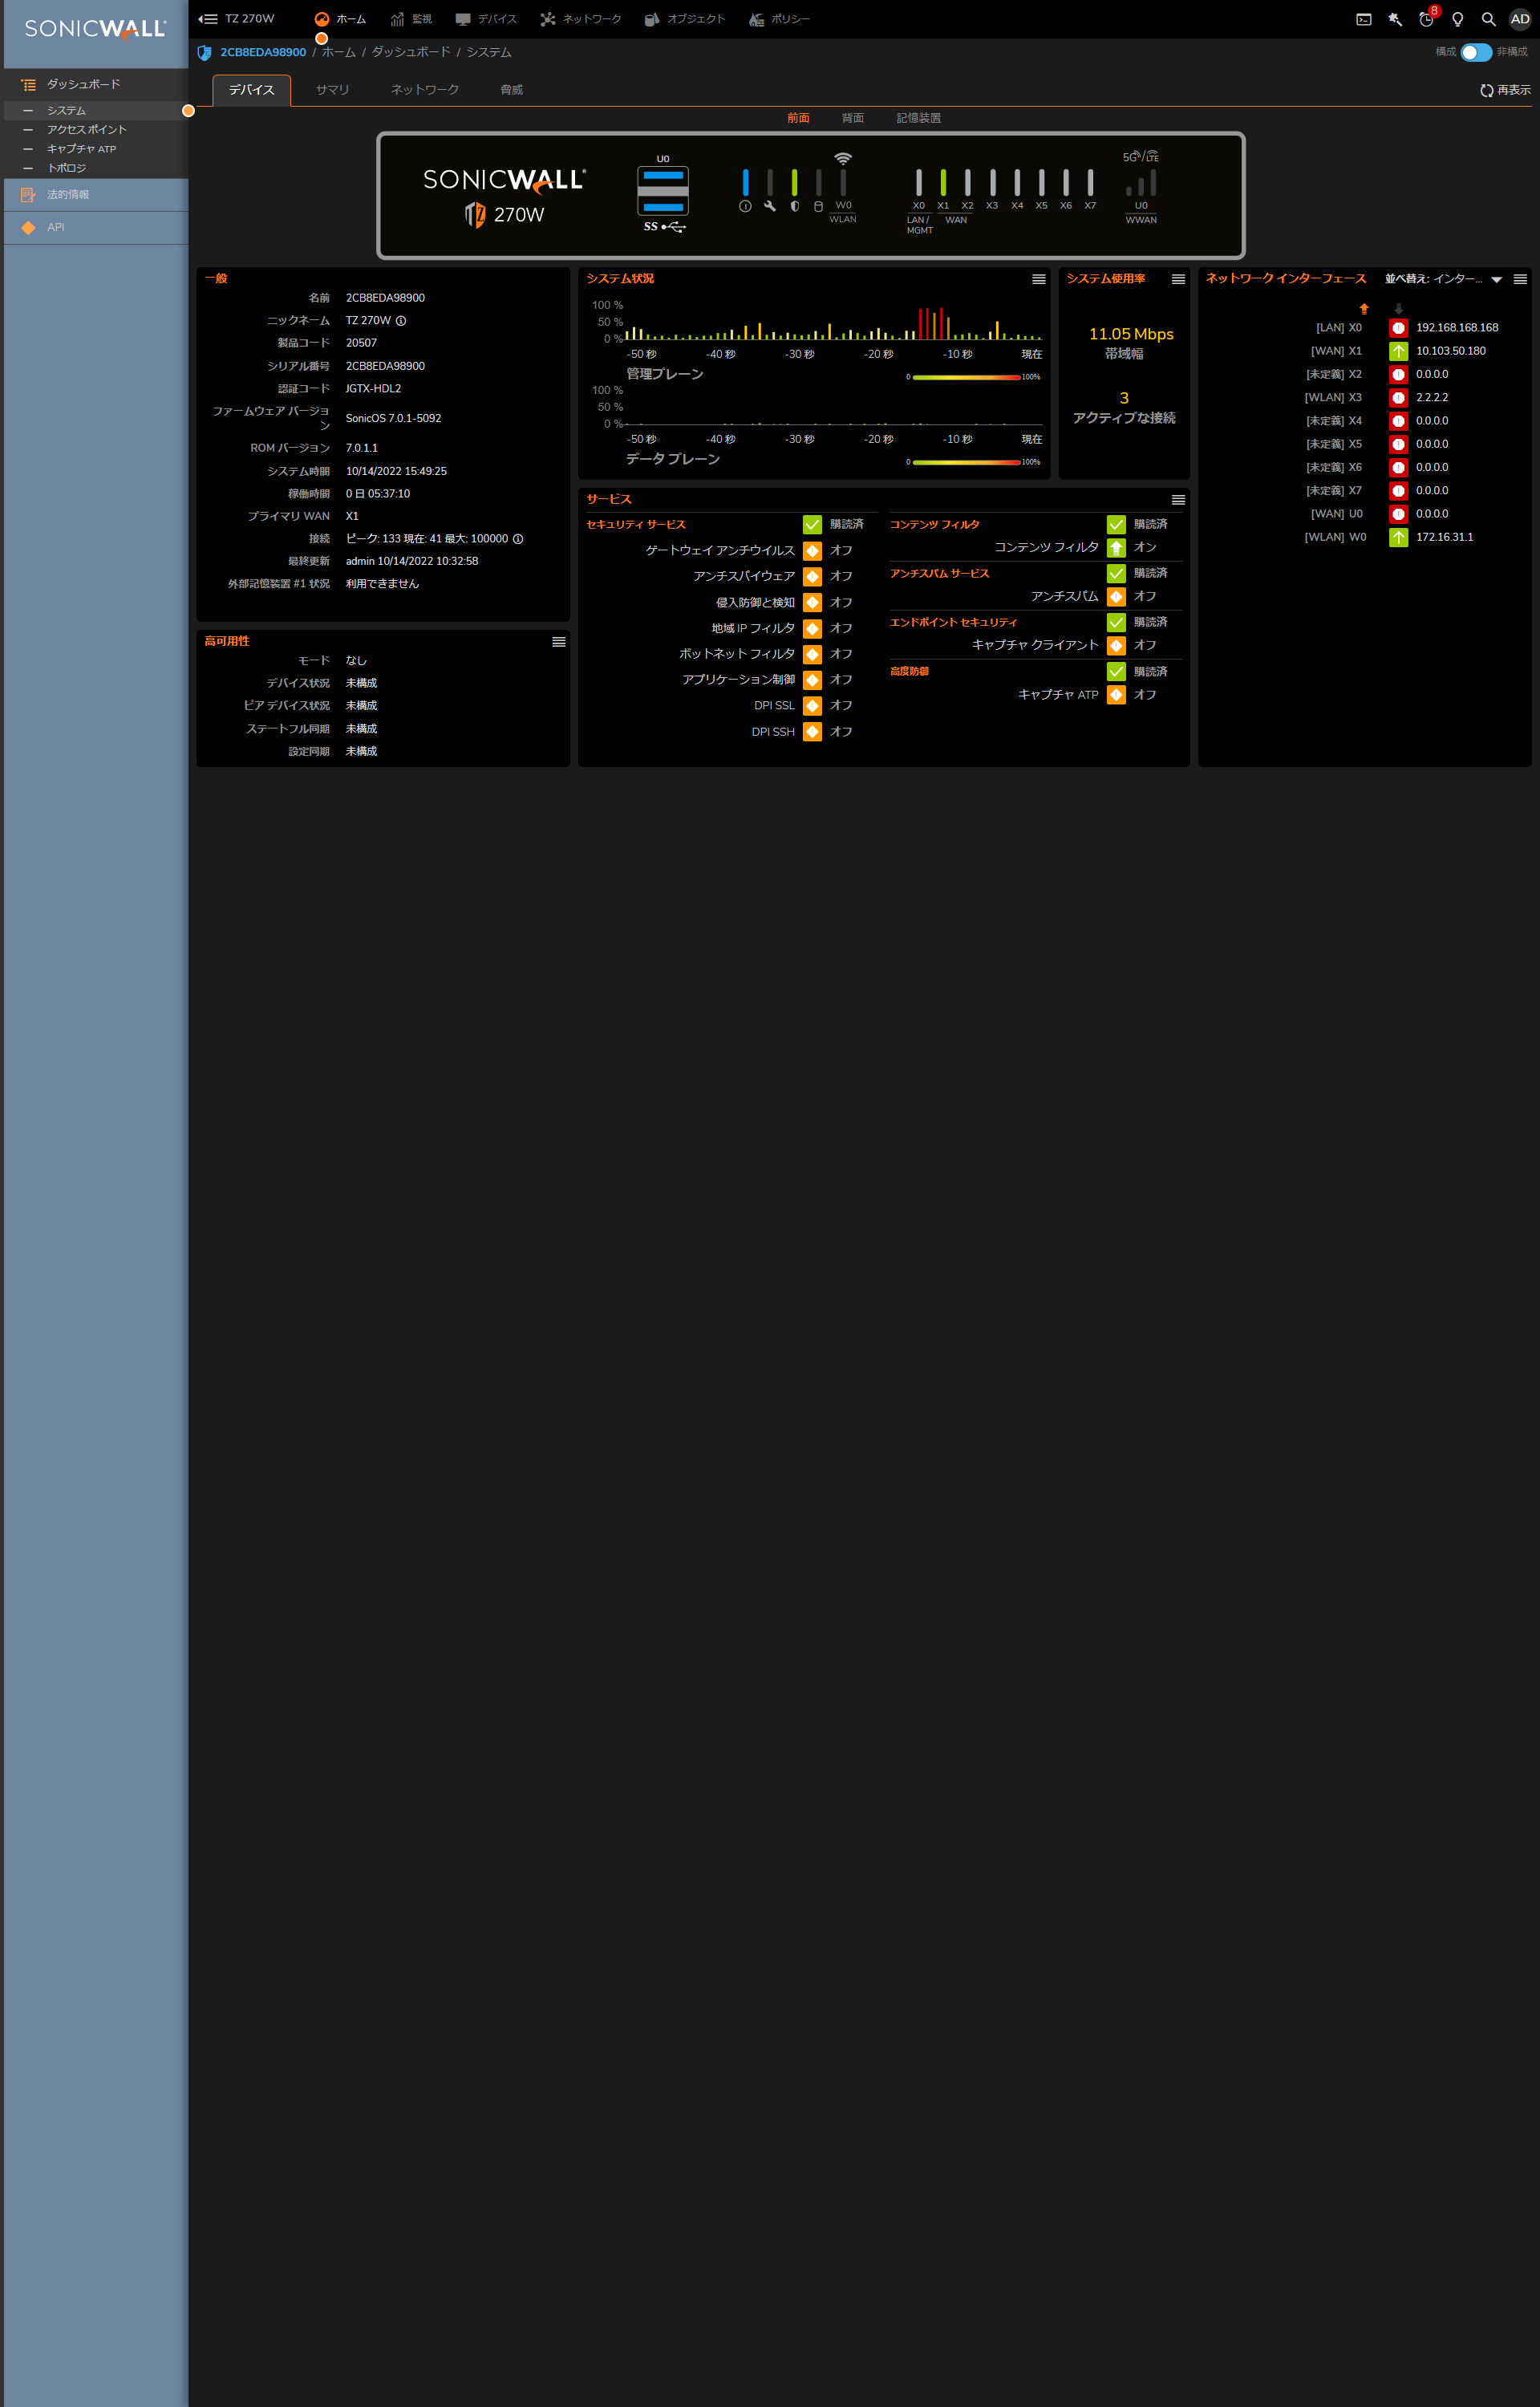 SONICWALL
TZ 270W
ホーム
監視
デバイス
ネットワーク
オブジェクト
ポリシー
8
AD
2CB8EDA98900 / ホーム / ダッシュボード / システム
構成
非構成
ダッシュボード
システム
アクセス ポイント
キャプチャ ATP
トポロジ
法的情報
API
デバイス
サマリ
ネットワーク
脅威
再表示
前面
背面
記憶装置
SONICWALL
TZ 270W
U0
SS
W0
WLAN
X0 X1 X2 X3 X4 X5 X6 X7
LAN / MGMT
WAN
5G/LTE
U0
WWAN
一般
名前 2CB8EDA98900
ニックネーム TZ 270W
製品コード 20507
シリアル番号 2CB8EDA98900
認証コード JGTX-HDL2
ファームウェア バージョン SonicOS 7.0.1-5092
ROM バージョン 7.0.1.1
システム時間 10/14/2022 15:49:25
稼働時間 0 日 05:37:10
プライマリ WAN X1
接続 ピーク: 133 現在: 41 最大: 100000
最終更新 admin 10/14/2022 10:32:58
外部記憶装置 #1 状況 利用できません
高可用性
モード なし
デバイス状況 未構成
ピア デバイス状況 未構成
ステートフル同期 未構成
設定同期 未構成
システム状況
100 %
50 %
0 %
-50 秒 -40 秒 -30 秒 -20 秒 -10 秒 現在
管理プレーン
0 100%
100 %
50 %
0 %
-50 秒 -40 秒 -30 秒 -20 秒 -10 秒 現在
データ プレーン
0 100%
システム使用率
11.05 Mbps
帯域幅
3
アクティブな接続
サービス
セキュリティ サービス 購読済
ゲートウェイ アンチウイルス オフ
アンチスパイウェア オフ
侵入防御と検知 オフ
地域 IP フィルタ オフ
ボットネット フィルタ オフ
アプリケーション制御 オフ
DPI SSL オフ
DPI SSH オフ
コンテンツ フィルタ 購読済
コンテンツ フィルタ オン
アンチスパム サービス 購読済
アンチスパム オフ
エンドポイント セキュリティ 購読済
キャプチャ クライアント オフ
高度防御 購読済
キャプチャ ATP オフ
ネットワーク インターフェース
並べ替え: インター...
[LAN] X0 192.168.168.168
[WAN] X1 10.103.50.180
[未定義] X2 0.0.0.0
[WLAN] X3 2.2.2.2
[未定義] X4 0.0.0.0
[未定義] X5 0.0.0.0
[未定義] X6 0.0.0.0
[未定義] X7 0.0.0.0
[WAN] U0 0.0.0.0
[WLAN] W0 172.16.31.1